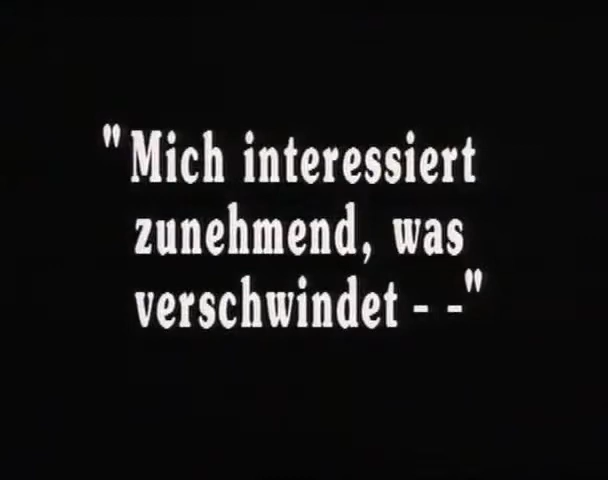 "Mich interessiert
zunehmend, was
verschwindet - -"